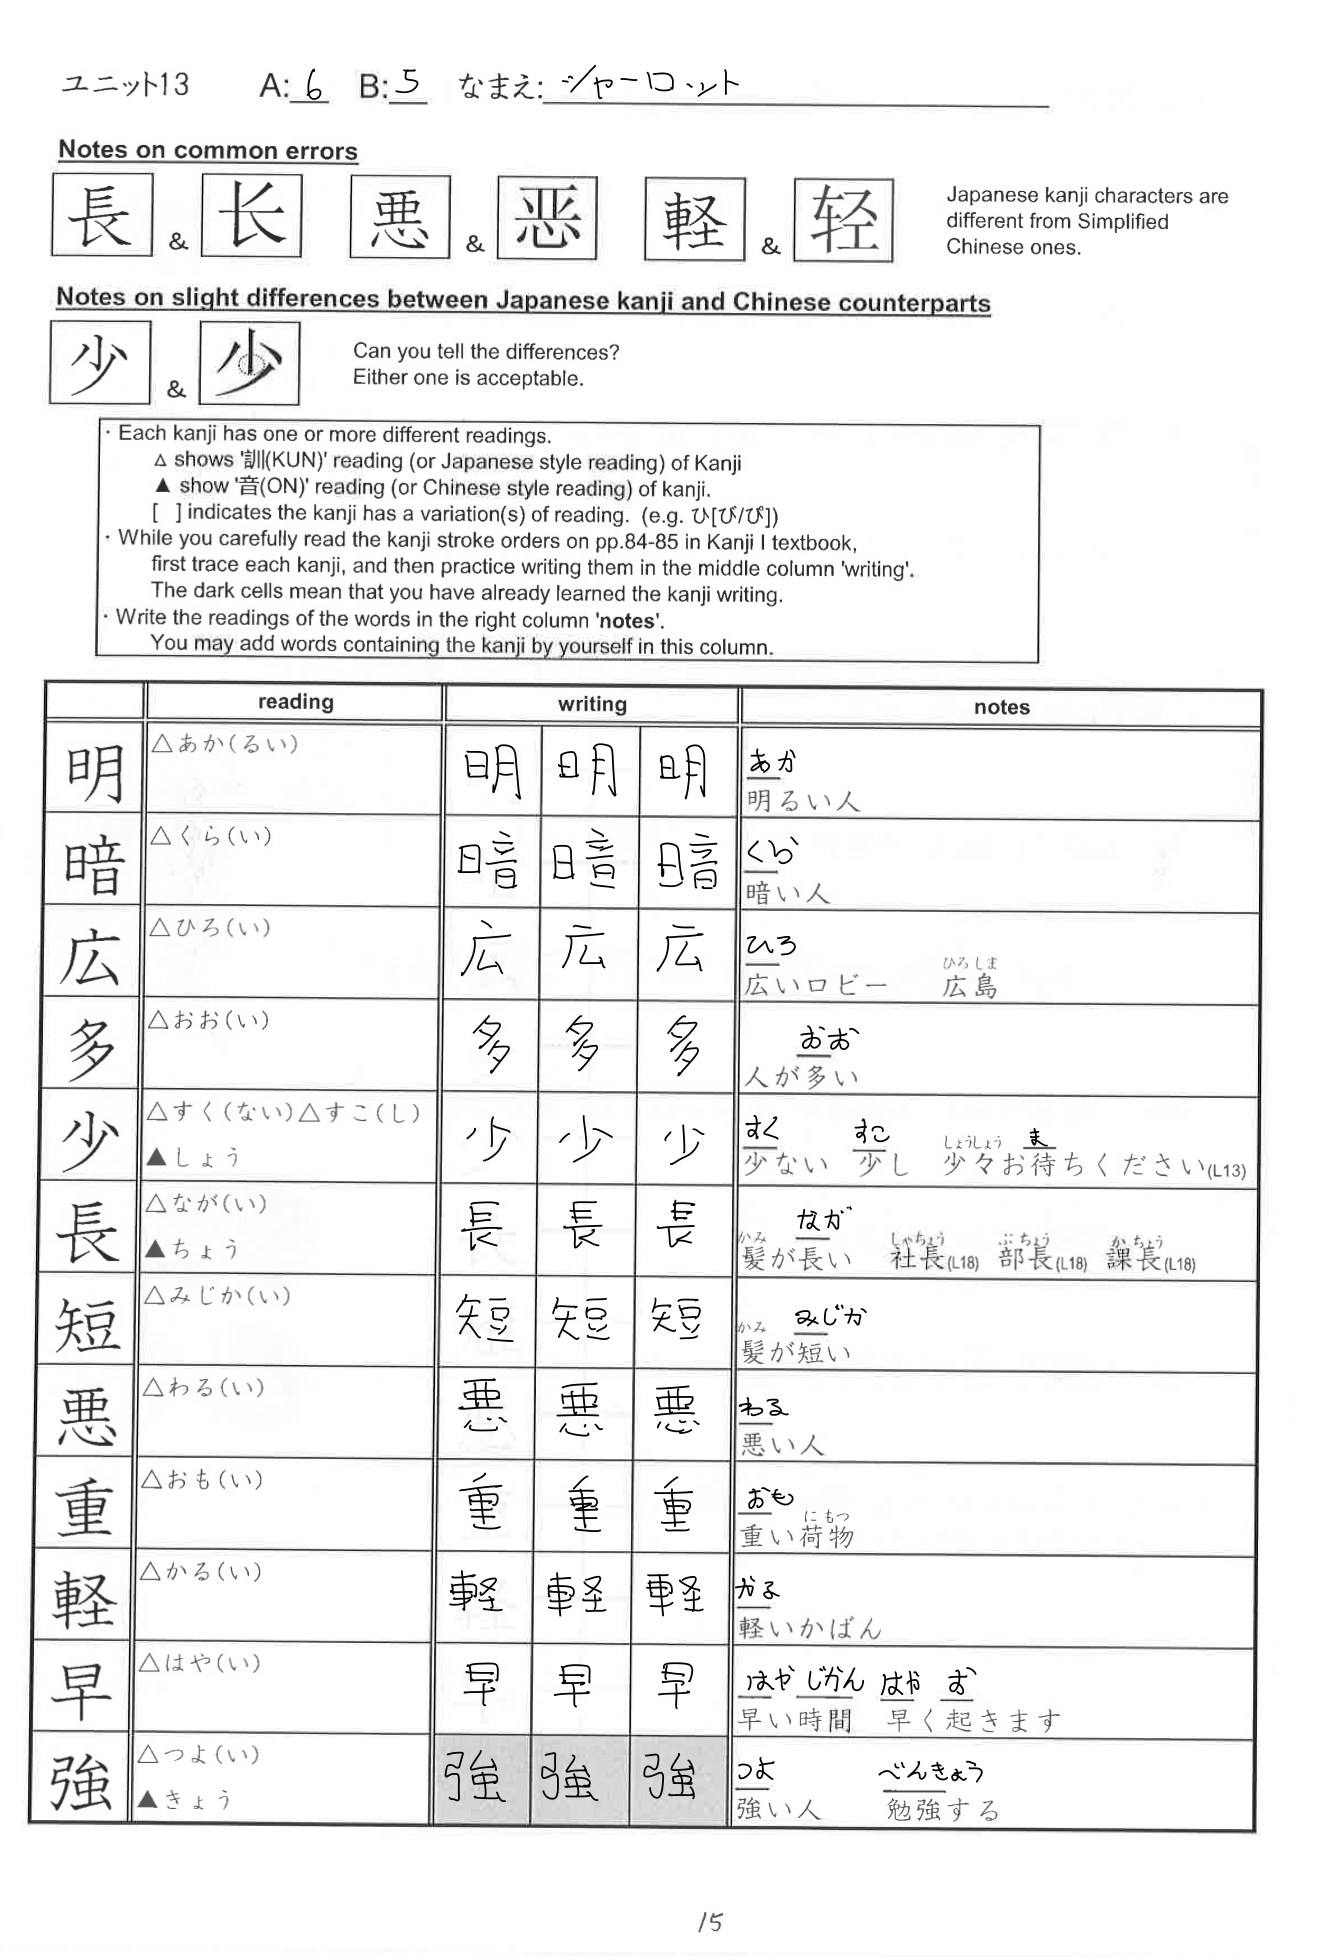 ユニット13 A: 6 B: 5 なまえ: シャーロット
Notes on common errors
長 & 长 悪 & 恶 軽 & 轻
Japanese kanji characters are
different from Simplified
Chinese ones.
Notes on slight differences between Japanese kanji and Chinese counterparts
少 & 少
Can you tell the differences?
Either one is acceptable.
・Each kanji has one or more different readings.
△ shows '訓(KUN)' reading (or Japanese style reading) of Kanji
▲ show '音(ON)' reading (or Chinese style reading) of kanji.
[ ] indicates the kanji has a variation(s) of reading. (e.g. ひ[び/ぴ])
・While you carefully read the kanji stroke orders on pp.84-85 in Kanji I textbook,
first trace each kanji, and then practice writing them in the middle column 'writing'.
The dark cells mean that you have already learned the kanji writing.
・Write the readings of the words in the right column 'notes'.
You may add words containing the kanji by yourself in this column.
reading writing notes
明 △あか(るい) 明 明 明 あか
明るい人
暗 △くら(い) 暗 暗 暗 くら
暗い人
広 △ひろ(い) 広 広 広 ひろ ひろしま
広いロビー 広島
多 △おお(い) 多 多 多 おお
人が多い
少 △すく(ない)△すこ(し) 少 少 少 すく すこ しょうしょう ま
▲しょう 少ない 少し 少々お待ちください(L13)
長 △なが(い) 長 長 長 かみ なが しゃちょう ぶちょう かちょう
▲ちょう 髪が長い 社長(L18) 部長(L18) 課長(L18)
短 △みじか(い) 短 短 短 かみ みじか
髪が短い
悪 △わる(い) 悪 悪 悪 わる
悪い人
重 △おも(い) 重 重 重 おも にもつ
重い荷物
軽 △かる(い) 軽 軽 軽 かる
軽いかばん
早 △はや(い) 早 早 早 はや じかん はや お
早い時間 早く起きます
強 △つよ(い) 強 強 強 つよ べんきょう
▲きょう 強い人 勉強する
15